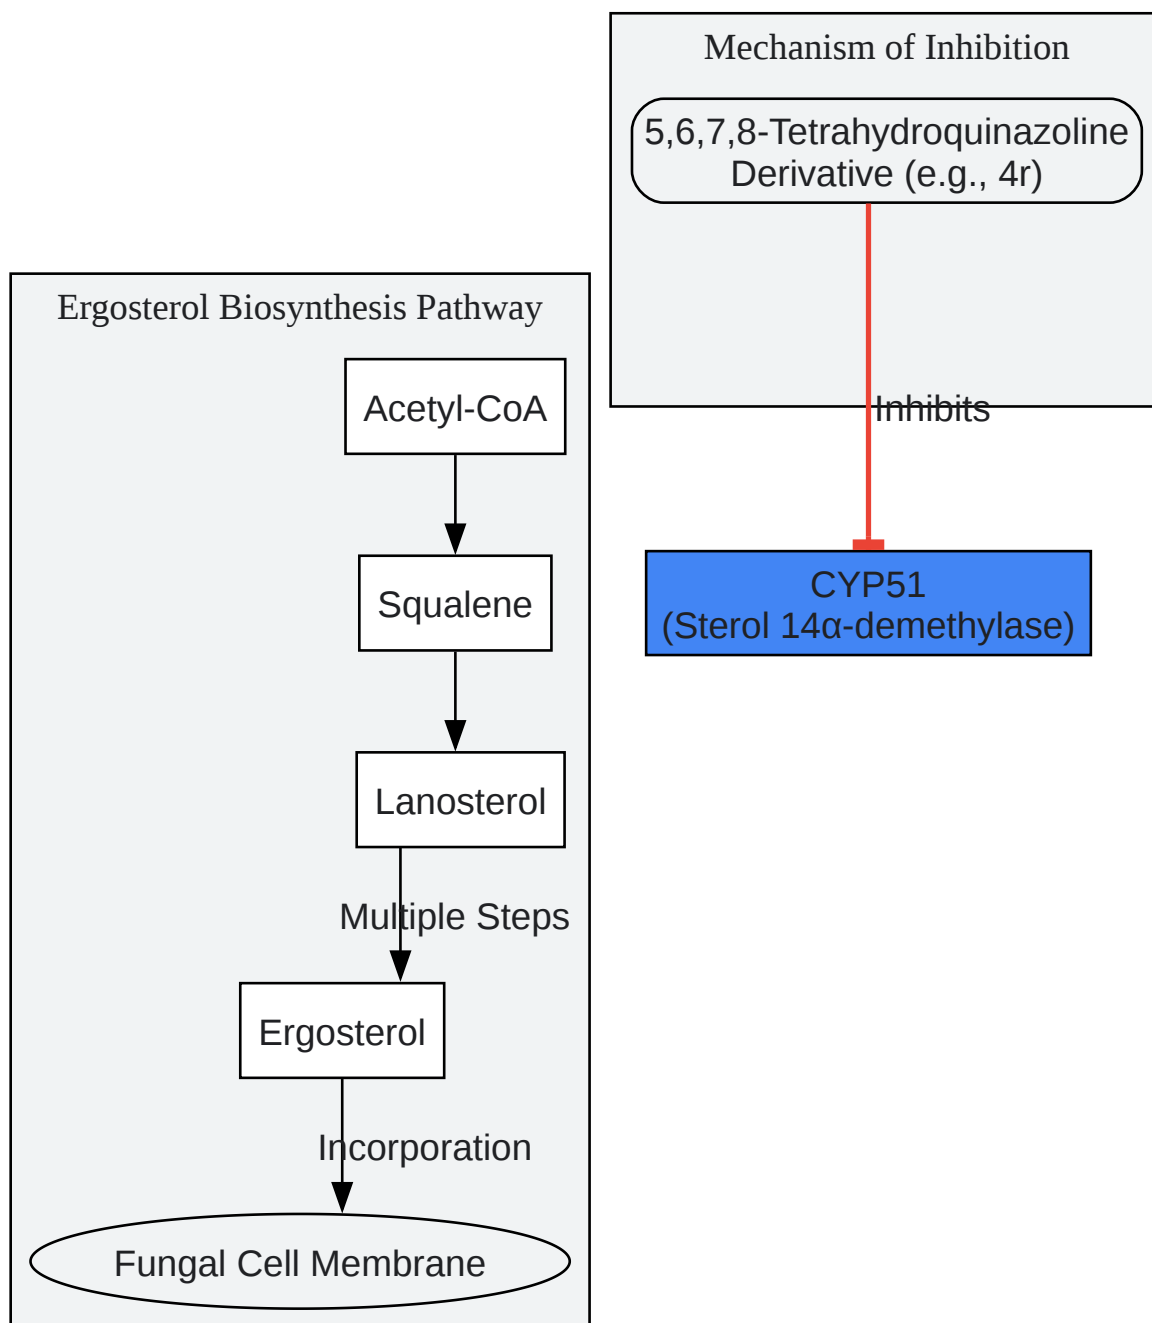 Mechanism of Inhibition
5,6,7,8-Tetrahydroquinazoline
Derivative (e.g., 4r)
Inhibits
CYP51
(Sterol 14α-demethylase)
Ergosterol Biosynthesis Pathway
Acetyl-CoA
Squalene
Lanosterol
Multiple Steps
Ergosterol
Incorporation
Fungal Cell Membrane